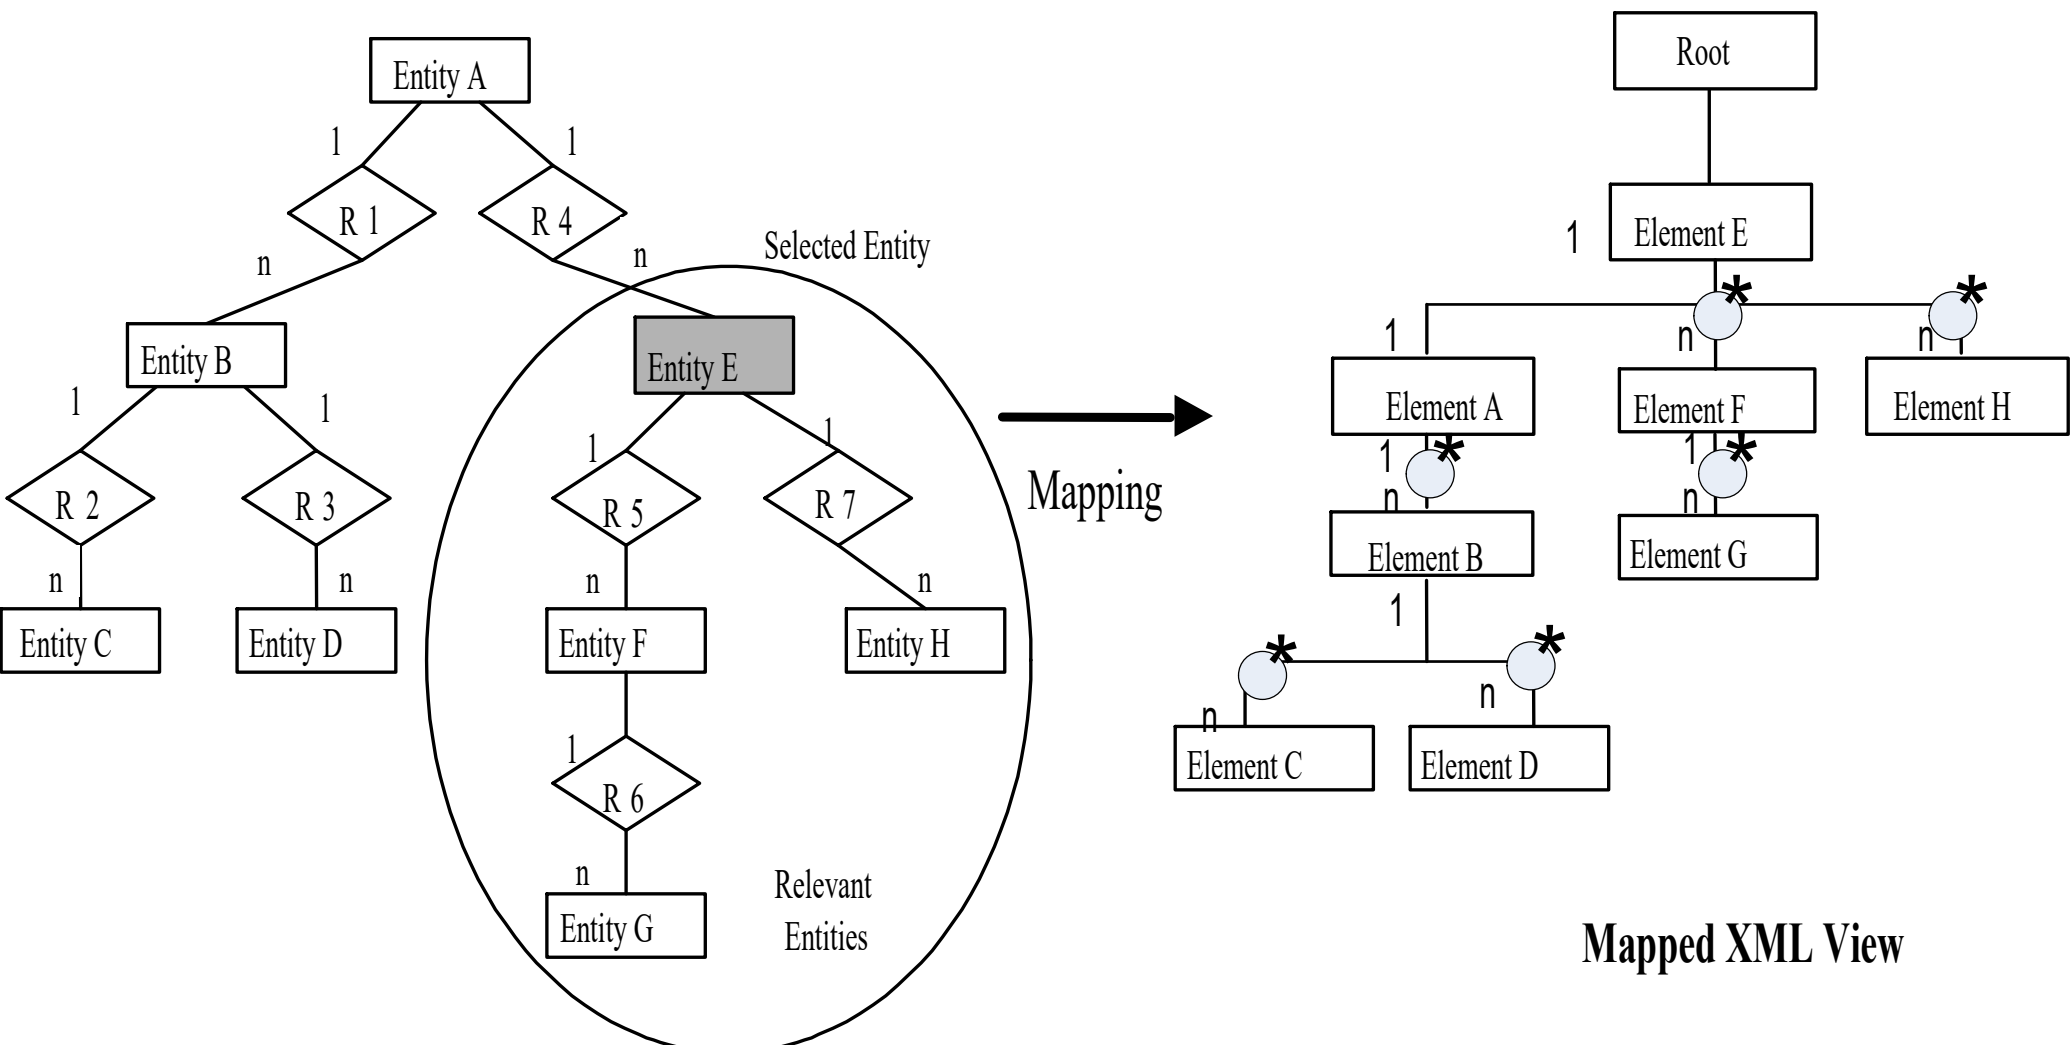 Entity A
1
1
R 1
R 4
n
n
Selected Entity
Entity B
Entity E
1
1
1
1
R 2
R 3
R 5
R 7
n
n
n
n
Entity C
Entity D
Entity F
Entity H
1
R 6
n
Relevant
Entities
Entity G
Mapping
Root
1
Element E
*
*
1
n
n
Element A
Element F
Element H
1
*
1
*
n
n
Element B
Element G
1
*
*
n
n
Element C
Element D
Mapped XML View